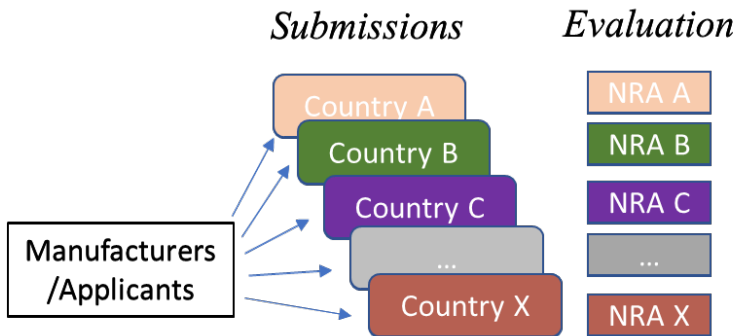 Submissions Evaluation
Country A NRA A
Country B NRA B
Country C NRA C
Manufacturers
/Applicants
... ...
Country X NRA X